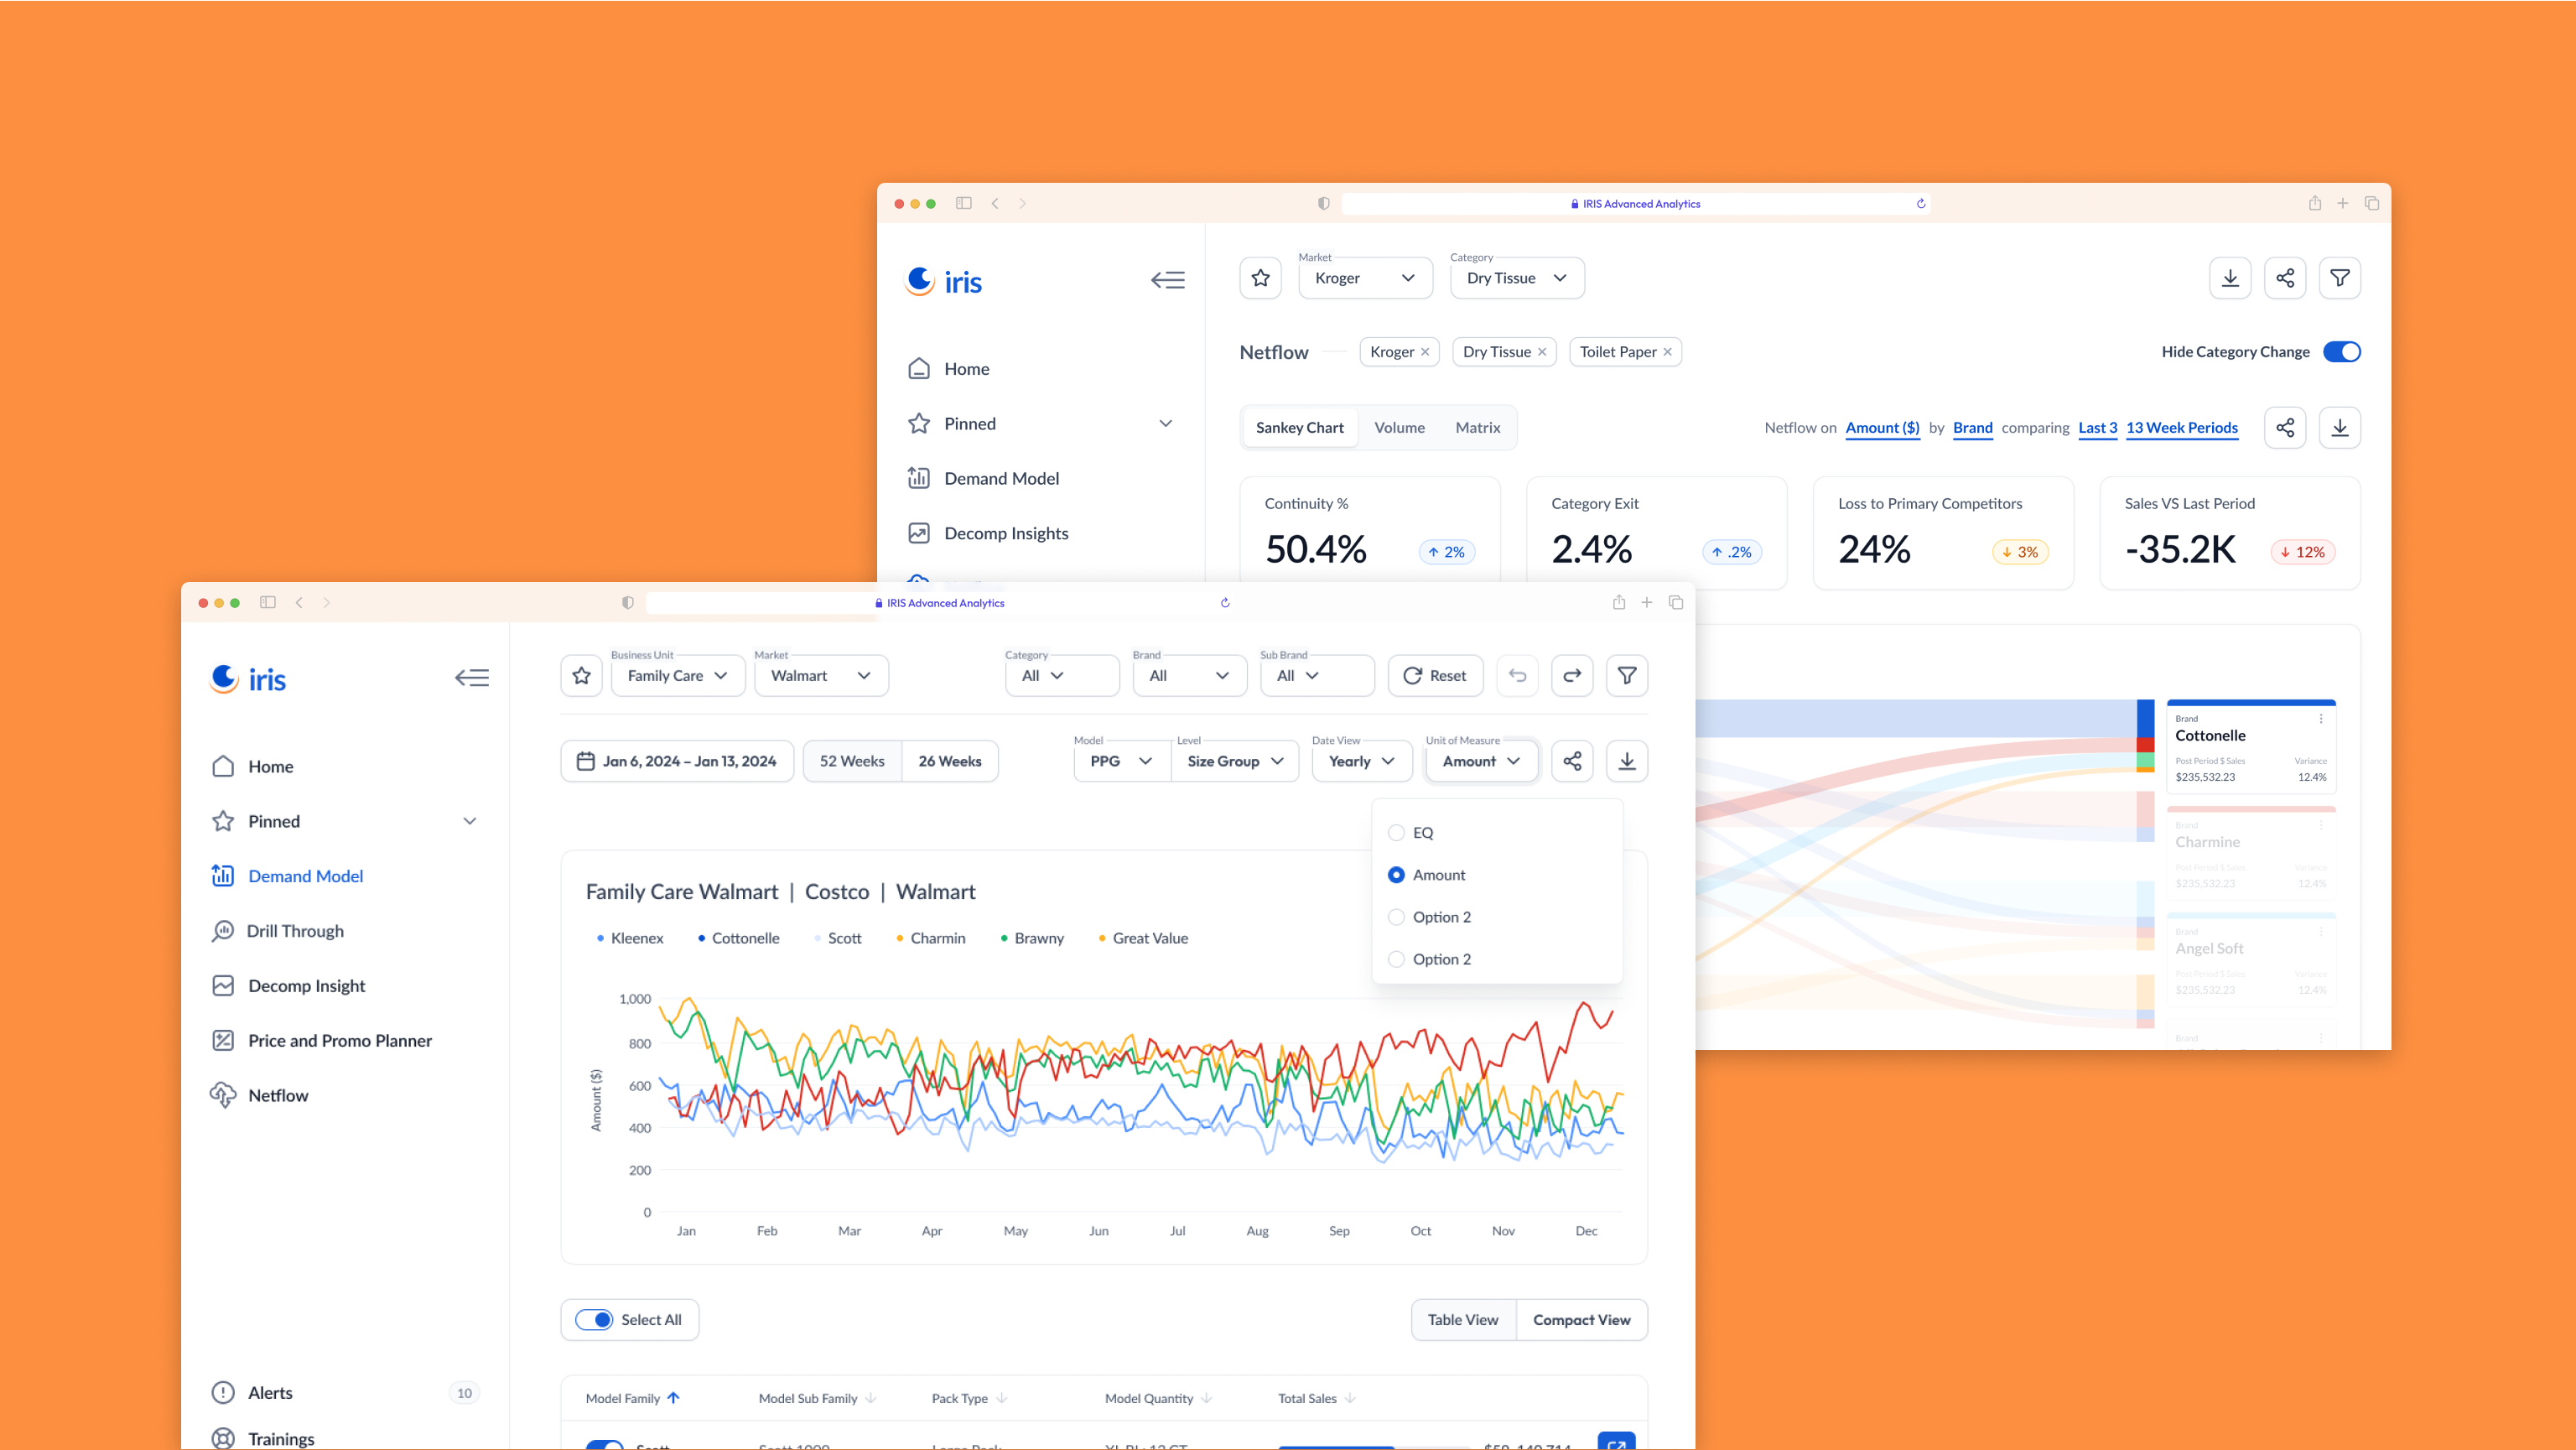 IRIS Advanced Analytics
iris
Home
Pinned
Demand Model
Decomp Insights
Market
Kroger
Category
Dry Tissue
Netflow
Kroger
Dry Tissue
Toilet Paper
Hide Category Change
Sankey Chart Volume Matrix
Netflow on Amount ($) by Brand comparing Last 3 13 Week Periods
Continuity %
50.4%
2%
Category Exit
2.4%
.2%
Loss to Primary Competitors
24%
3%
Sales VS Last Period
-35.2K
12%
Brand
Cottonelle
Post Period $ Sales Variance
$235,532.23 12.4%
Brand
Charmine
Post Period $ Sales Variance
$235,532.23 12.4%
Brand
Angel Soft
Post Period $ Sales Variance
$235,532.23 12.4%
Brand
IRIS Advanced Analytics
iris
Home
Pinned
Demand Model
Drill Through
Decomp Insight
Price and Promo Planner
Netflow
Alerts 10
Trainings
Business Unit
Family Care
Market
Walmart
Category
All
Brand
All
Sub Brand
All
Reset
Jan 6, 2024 – Jan 13, 2024
52 Weeks 26 Weeks
Model
PPG
Level
Size Group
Date View
Yearly
Unit of Measure
Amount
EQ
Amount
Option 2
Option 2
Family Care Walmart | Costco | Walmart
Kleenex Cottonelle Scott Charmin Brawny Great Value
Amount ($)
1,000
800
600
400
200
0
Jan Feb Mar Apr May Jun Jul Aug Sep Oct Nov Dec
Select All
Table View Compact View
Model Family Model Sub Family Pack Type Model Quantity Total Sales